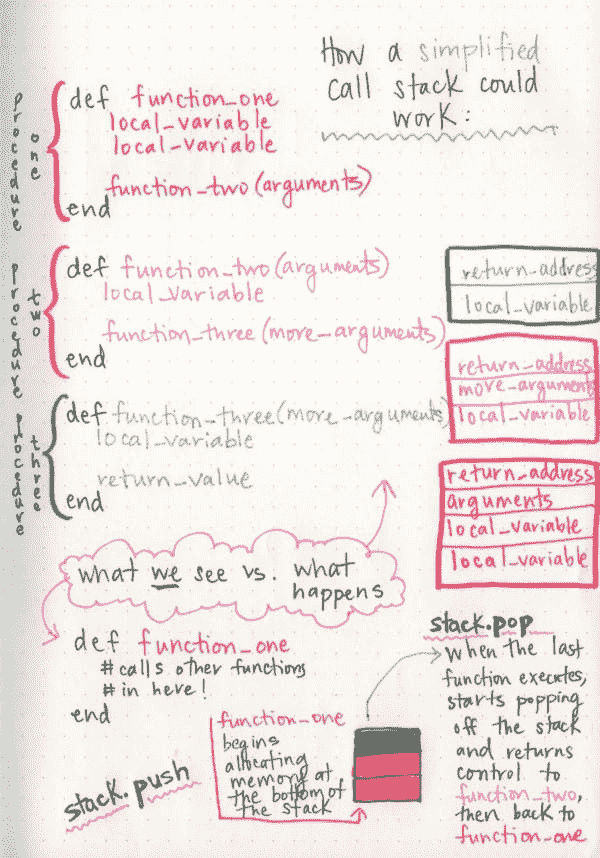 How a simplified
call stack could
work:
procedure one
def function_one
local_variable
local_variable
function_two (arguments)
end
procedure two
def function_two (arguments)
local_variable
function_three (more_arguments)
end
procedure three
def function_three (more_arguments)
local_variable
return_value
end
return_address
local_variable
return_address
more_argument
local_variable
return_address
arguments
local_variable
local_variable
what we see vs. what
happens
def function_one
# calls other functions
# in here!
end
stack.push
function_one
begins
allocating
memory at
the bottom of
the stack
stack.pop
when the last
function executes,
starts popping
off the stack
and returns
control to
function_two,
then back to
function_one